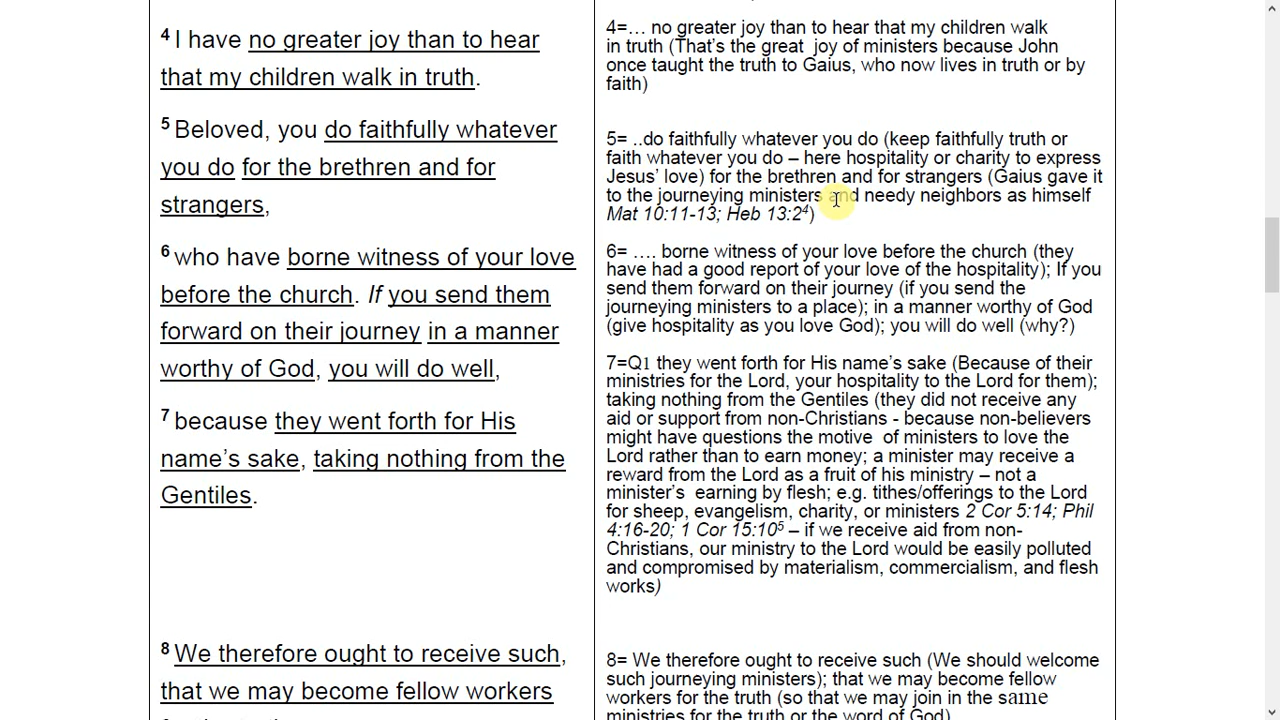 4 I have no greater joy than to hear
that my children walk in truth.
5 Beloved, you do faithfully whatever
you do for the brethren and for
strangers,
6 who have borne witness of your love
before the church. If you send them
forward on their journey in a manner
worthy of God, you will do well,
7 because they went forth for His
name's sake, taking nothing from the
Gentiles.
8 We therefore ought to receive such,
that we may become fellow workers
4=… no greater joy than to hear that my children walk
in truth (That's the great  joy of ministers because John
once taught the truth to Gaius, who now lives in truth or by
faith)
5= ..do faithfully whatever you do (keep faithfully truth or
faith whatever you do – here hospitality or charity to express
Jesus' love) for the brethren and for strangers (Gaius gave it
to the journeying ministers and needy neighbors as himself
Mat 10:11-13; Heb 13:2⁴)
6= …. borne witness of your love before the church (they
have had a good report of your love of the hospitality); If you
send them forward on their journey (if you send the
journeying ministers to a place); in a manner worthy of God
(give hospitality as you love God); you will do well (why?)
7=Q1 they went forth for His name's sake (Because of their
ministries for the Lord, your hospitality to the Lord for them);
taking nothing from the Gentiles (they did not receive any
aid or support from non-Christians - because non-believers
might have questions the motive  of ministers to love the
Lord rather than to earn money; a minister may receive a
reward from the Lord as a fruit of his ministry – not a
minister's  earning by flesh; e.g. tithes/offerings to the Lord
for sheep, evangelism, charity, or ministers 2 Cor 5:14; Phil
4:16-20; 1 Cor 15:10⁵ – if we receive aid from non-
Christians, our ministry to the Lord would be easily polluted
and compromised by materialism, commercialism, and flesh
works)
8= We therefore ought to receive such (We should welcome
such journeying ministers); that we may become fellow
workers for the truth (so that we may join in the same
ministries for the truth or the word of God)